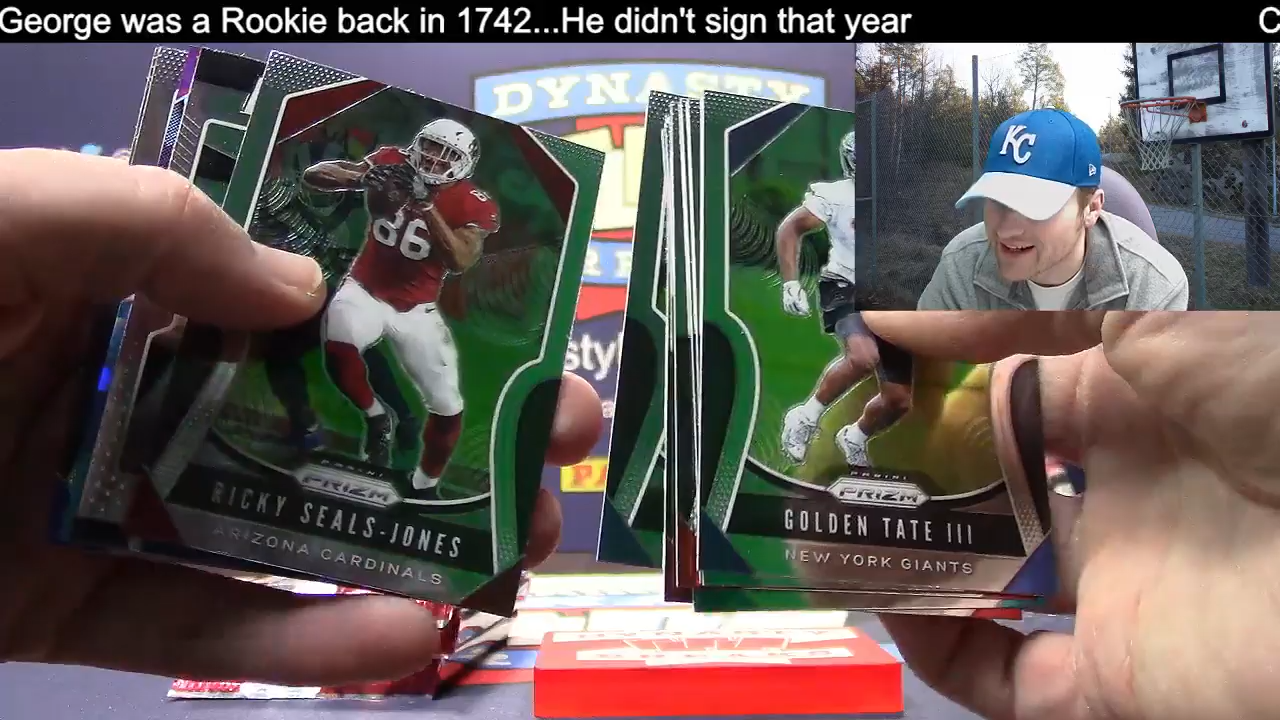 George was a Rookie back in 1742...He didn't sign that year
DYNASTY
KC
86
86
PANINI
PRIZM
RICKY SEALS-JONES
ARIZONA CARDINALS
PANINI
PRIZM
GOLDEN TATE III
NEW YORK GIANTS